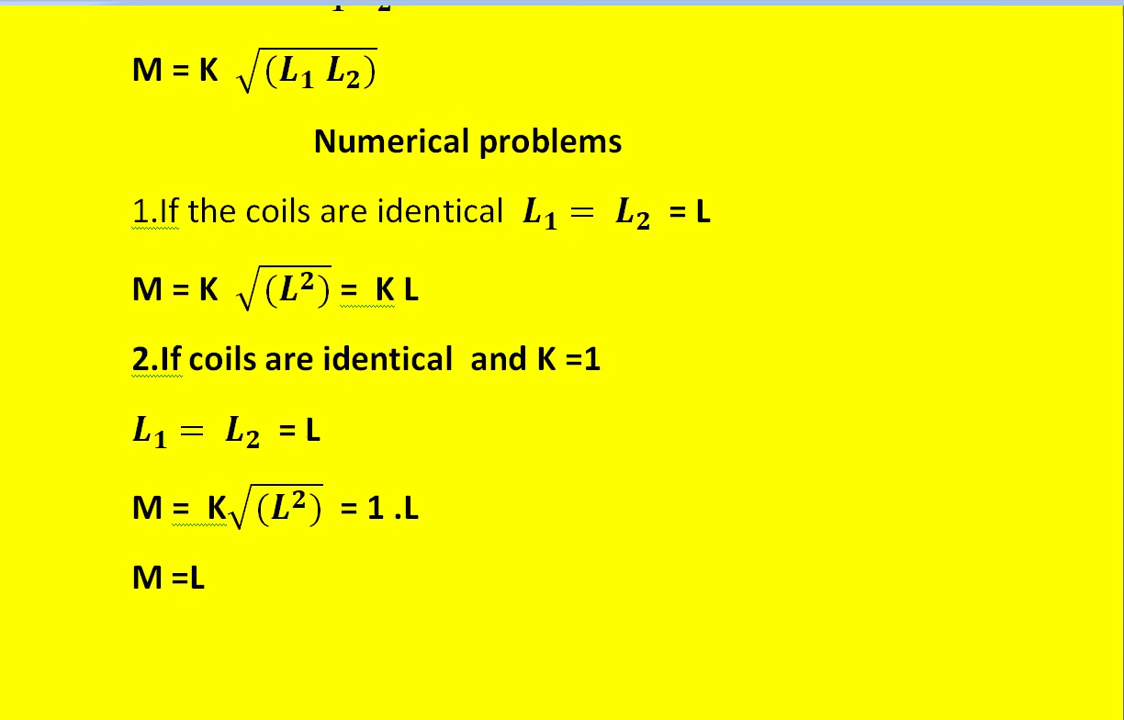 M = K √(L₁ L₂)
Numerical problems
1.If the coils are identical L₁ = L₂ = L
M = K √(L²) = K L
2.If coils are identical and K =1
L₁ = L₂ = L
M = K√(L²) = 1 .L
M =L